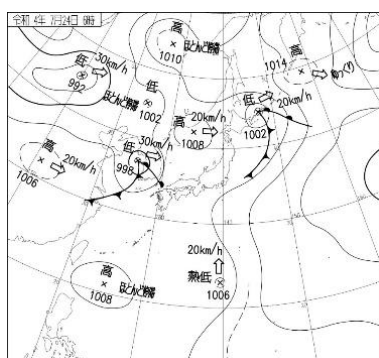 令和 4年 7月24日 6時
高
1010
ほとんど停滞
高
1014
ゆっくり
低
30km/h
992
低
ほとんど停滞
1002
低
20km/h
1002
高
20km/h
1008
低
30km/h
998
高
20km/h
1006
20km/h
熱低
1006
高
ほとんど停滞
1008